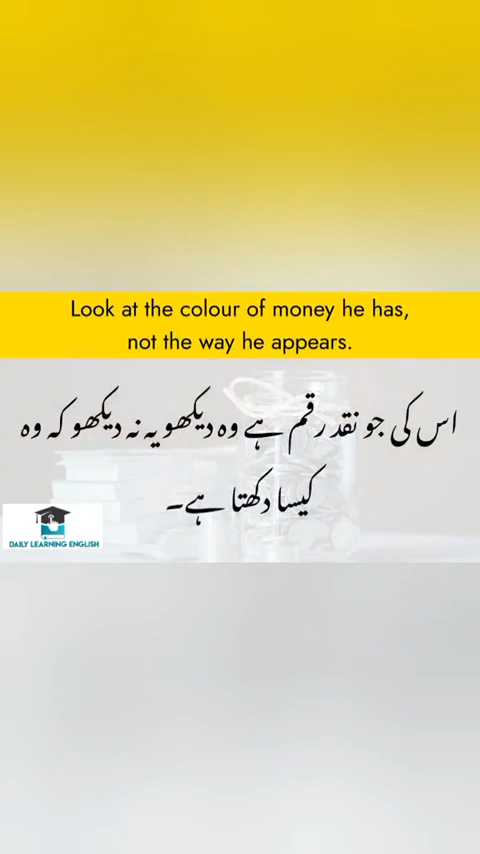 Look at the colour of money he has,
not the way he appears.
اس کی جو نقد رقم ہے وہ دیکھو یہ نہ دیکھو کہ وہ
کیسا دکھتا ہے۔
DAILY LEARNING ENGLISH